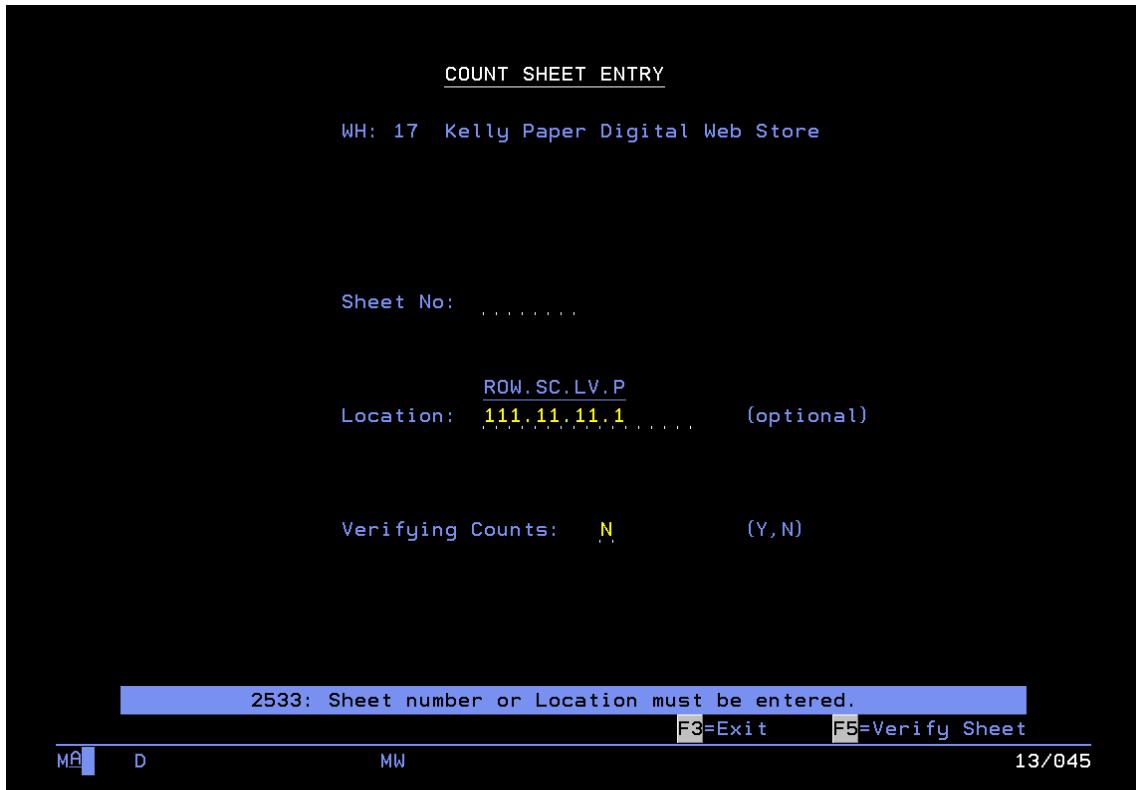 COUNT SHEET ENTRY
WH: 17 Kelly Paper Digital Web Store
Sheet No: ........
ROW.SC.LV.P
Location: 111.11.11.1 (optional)
Verifying Counts: N (Y,N)
2533: Sheet number or Location must be entered.
F3=Exit F5=Verify Sheet
MA D MW 13/045